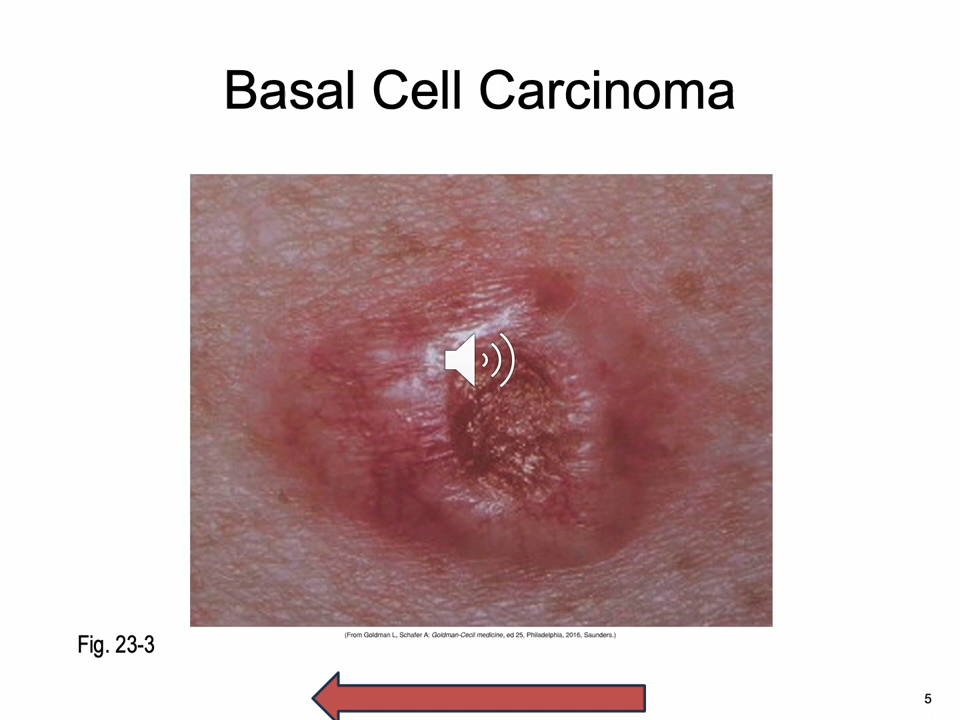 Basal Cell Carcinoma
(From Goldman L, Schafer A: Goldman-Cecil medicine, ed 25, Philadelphia, 2016, Saunders.)
Fig. 23-3
5